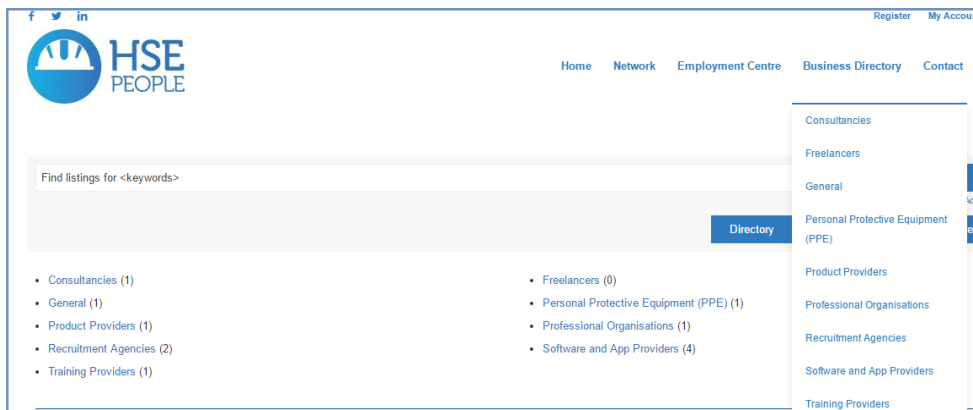 Register My Accou
HSE
PEOPLE
Home Network Employment Centre Business Directory Contact
Consultancies
Freelancers
General
Personal Protective Equipment
(PPE)
Product Providers
Professional Organisations
Recruitment Agencies
Software and App Providers
Training Providers
Find listings for <keywords>
Directory
• Consultancies (1)
• General (1)
• Product Providers (1)
• Recruitment Agencies (2)
• Training Providers (1)
• Freelancers (0)
• Personal Protective Equipment (PPE) (1)
• Professional Organisations (1)
• Software and App Providers (4)